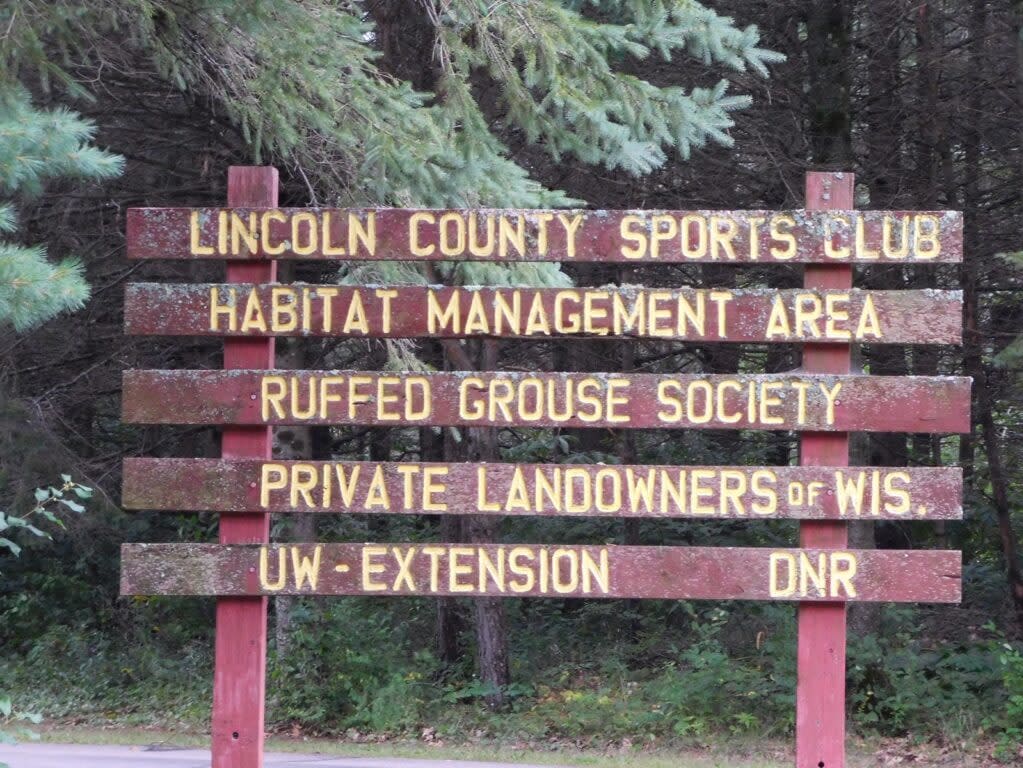 LINCOLN COUNTY SPORTS CLUB
HABITAT MANAGEMENT AREA
RUFFED GROUSE SOCIETY
PRIVATE LANDOWNERS OF WIS.
UW-EXTENSION DNR